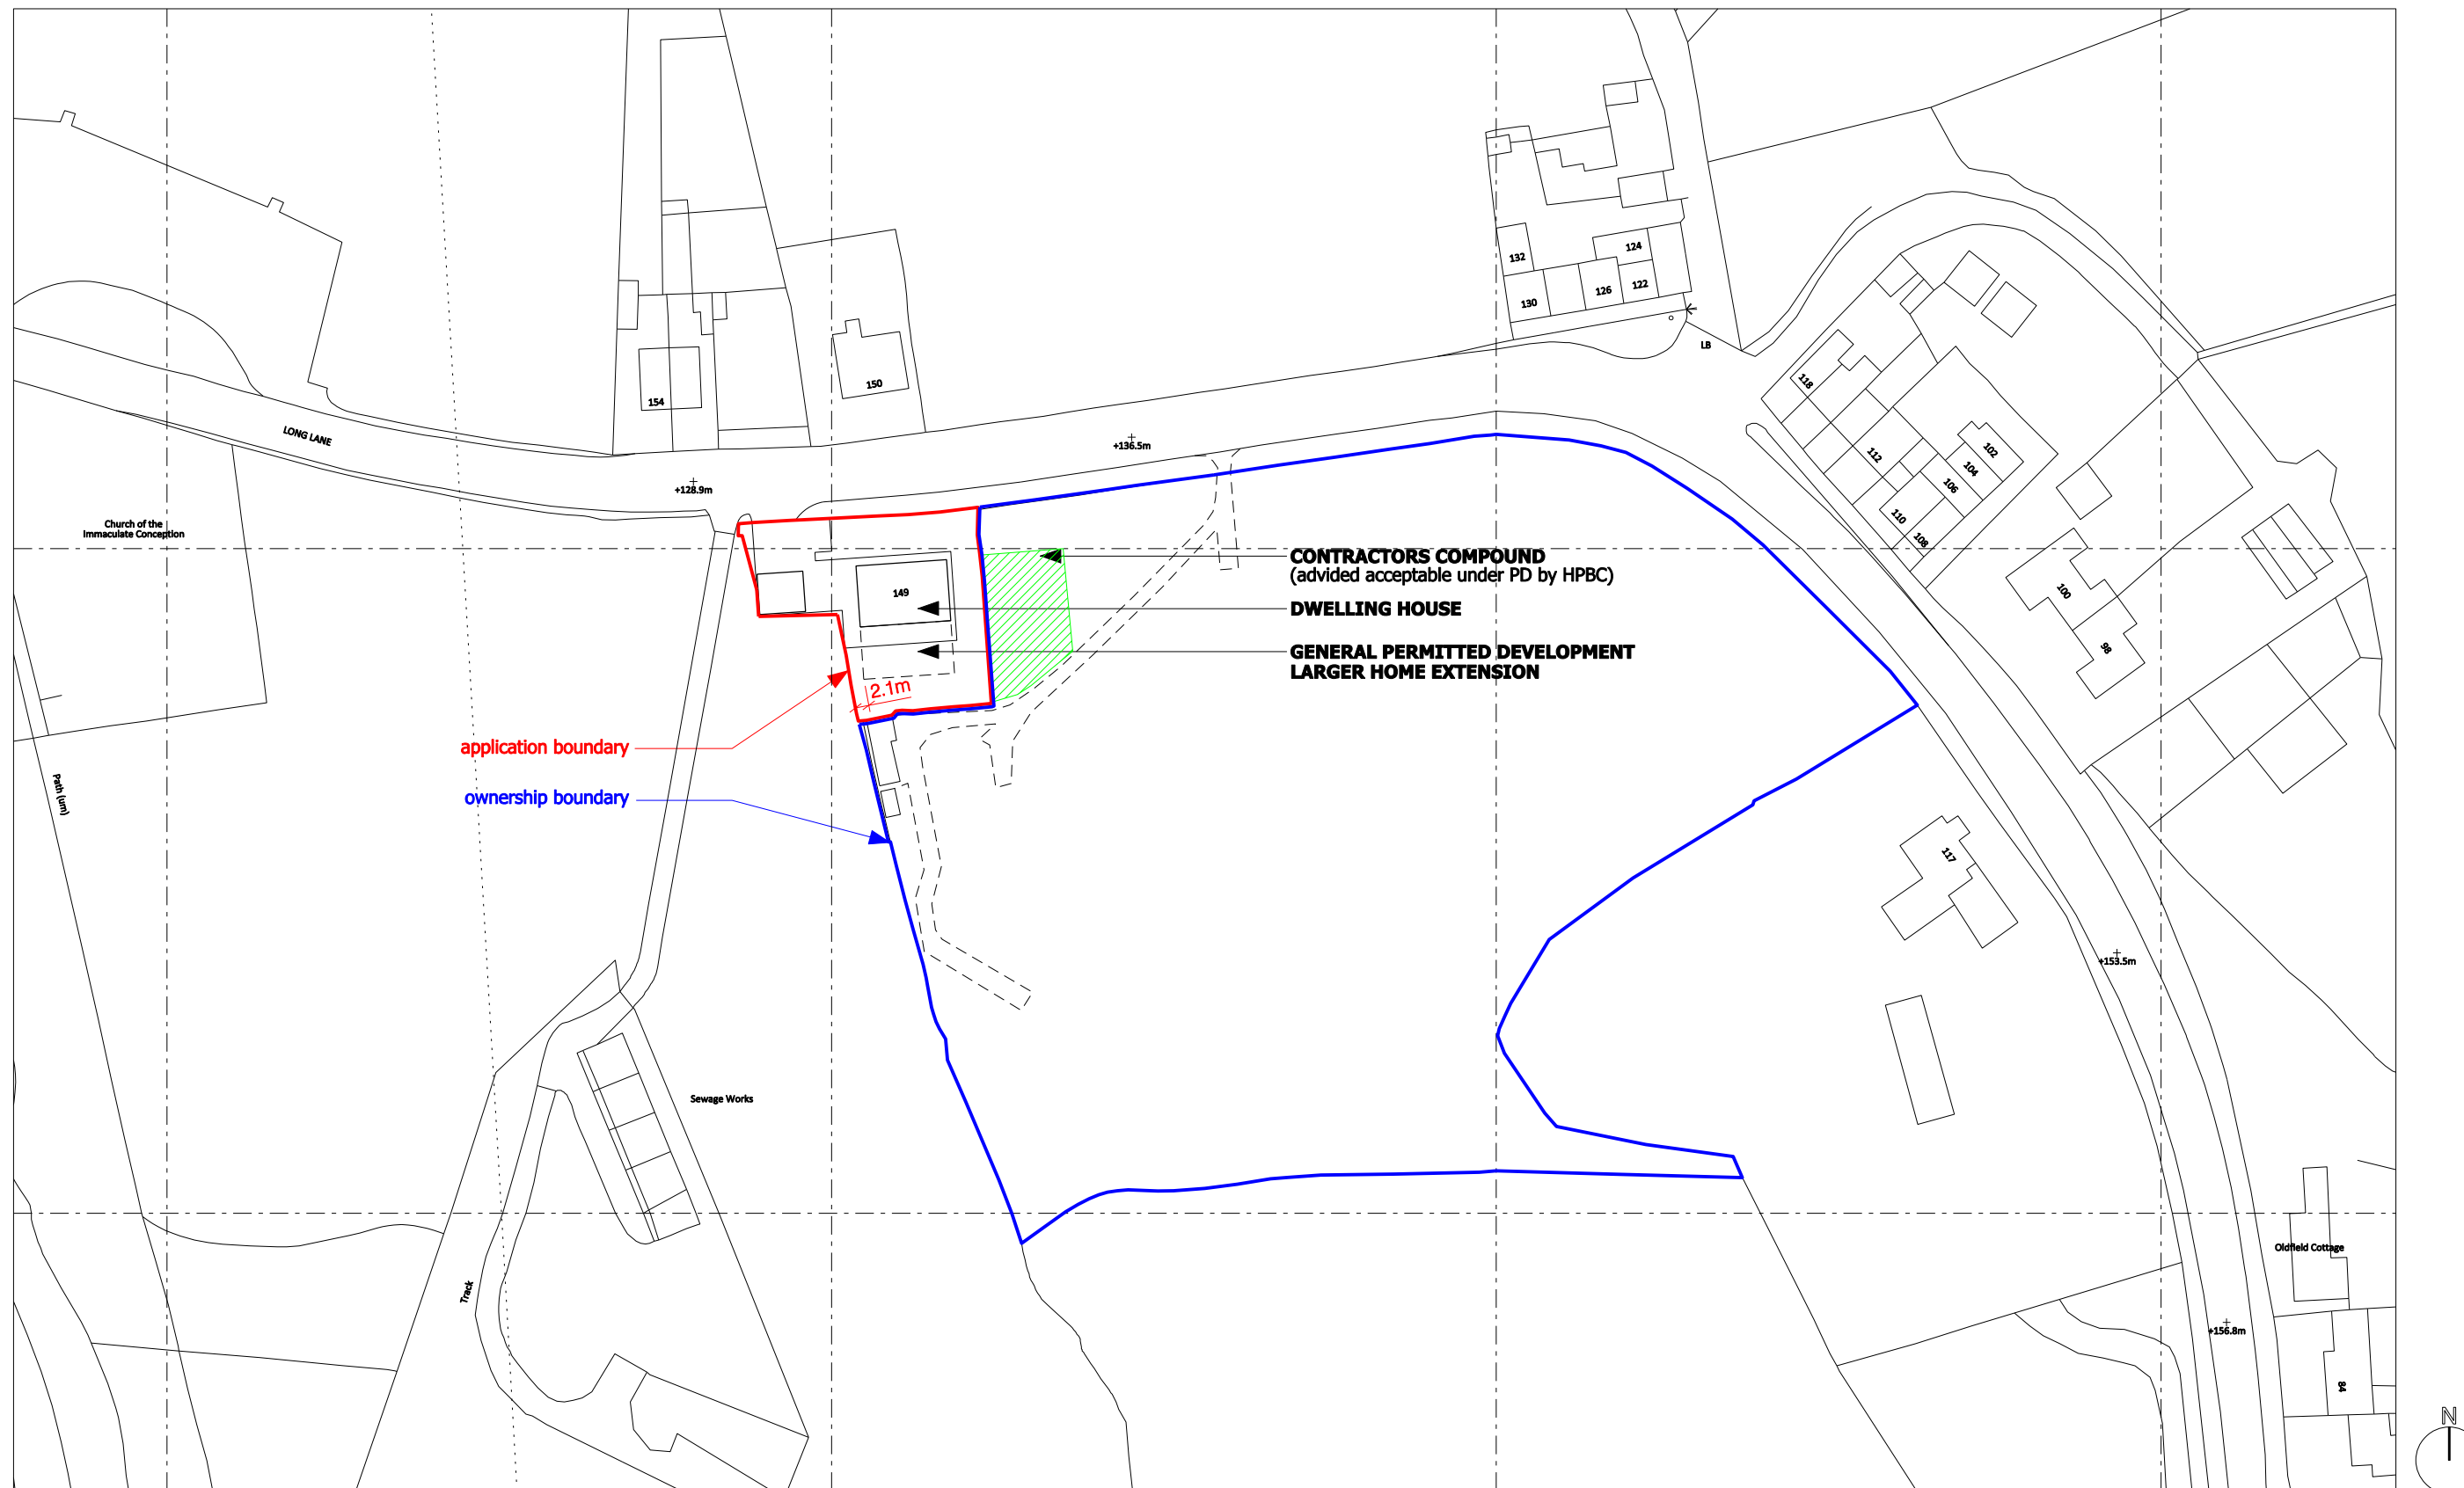 132
124
130
126
122
LB
154
150
118
LONG LANE
+136.5m
+128.9m
112
102
104
106
110
108
Church of the
Immaculate Conception
149
CONTRACTORS COMPOUND
(advided acceptable under PD by HPBC)
DWELLING HOUSE
GENERAL PERMITTED DEVELOPMENT
LARGER HOME EXTENSION
100
98
2.1m
application boundary
ownership boundary
Path (um)
117
+153.5m
Sewage Works
Track
Oldfield Cottage
+156.8m
84
N